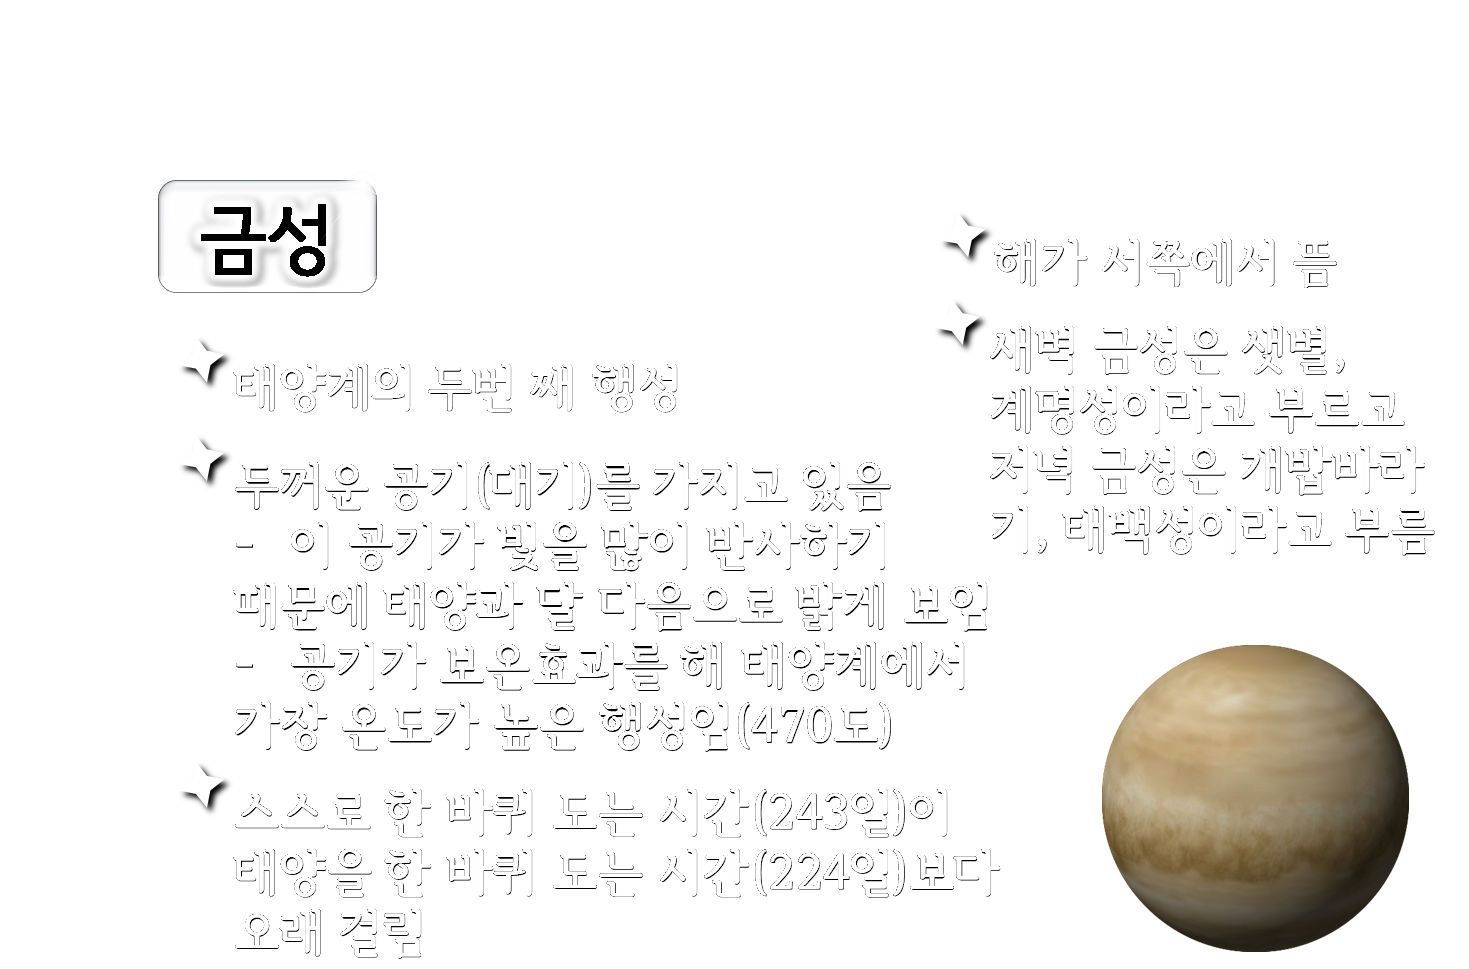 금성
태양계의 두번 째 행성
두꺼운 공기(대기)를 가지고 있음
- 이 공기가 빛을 많이 반사하기
때문에 태양과 달 다음으로 밝게 보임
- 공기가 보온효과를 해 태양계에서
가장 온도가 높은 행성임(470도)
스스로 한 바퀴 도는 시간(243일)이
태양을 한 바퀴 도는 시간(224일)보다
오래 걸림
해가 서쪽에서 뜸
새벽 금성은 샛별,
계명성이라고 부르고
저녁 금성은 개밥바라
기, 태백성이라고 부름